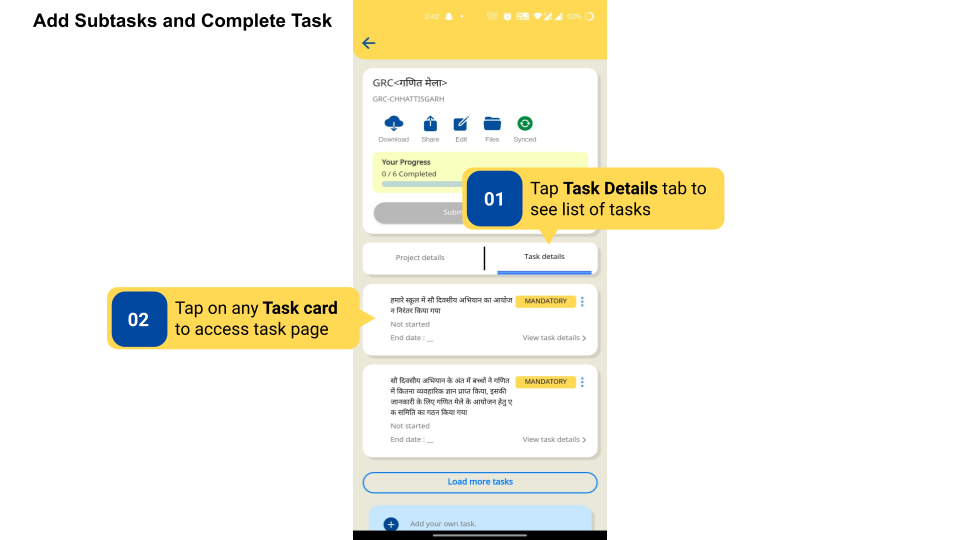 Add Subtasks and Complete Task
3:42
53%
GRC<गणित मेला>
GRC-CHHATTISGARH
Download Share Edit Files Synced
Your Progress
0 / 6 Completed
01
Tap Task Details tab to
see list of tasks
Subm
Project details
Task details
02
Tap on any Task card
to access task page
हमारे स्कूल में सौ दिवसीय अभियान का आयोज
न निरंतर किया गया
MANDATORY
Not started
End date : __
View task details
सौ दिवसीय अभियान के अंत में बच्चों ने गणित
में कितना व्यवहारिक ज्ञान प्राप्त किया, इसकी
जानकारी के लिए गणित मेले के आयोजन हेतु ए
क समिति का गठन किया गया
MANDATORY
Not started
End date : __
View task details
Load more tasks
Add your own task.